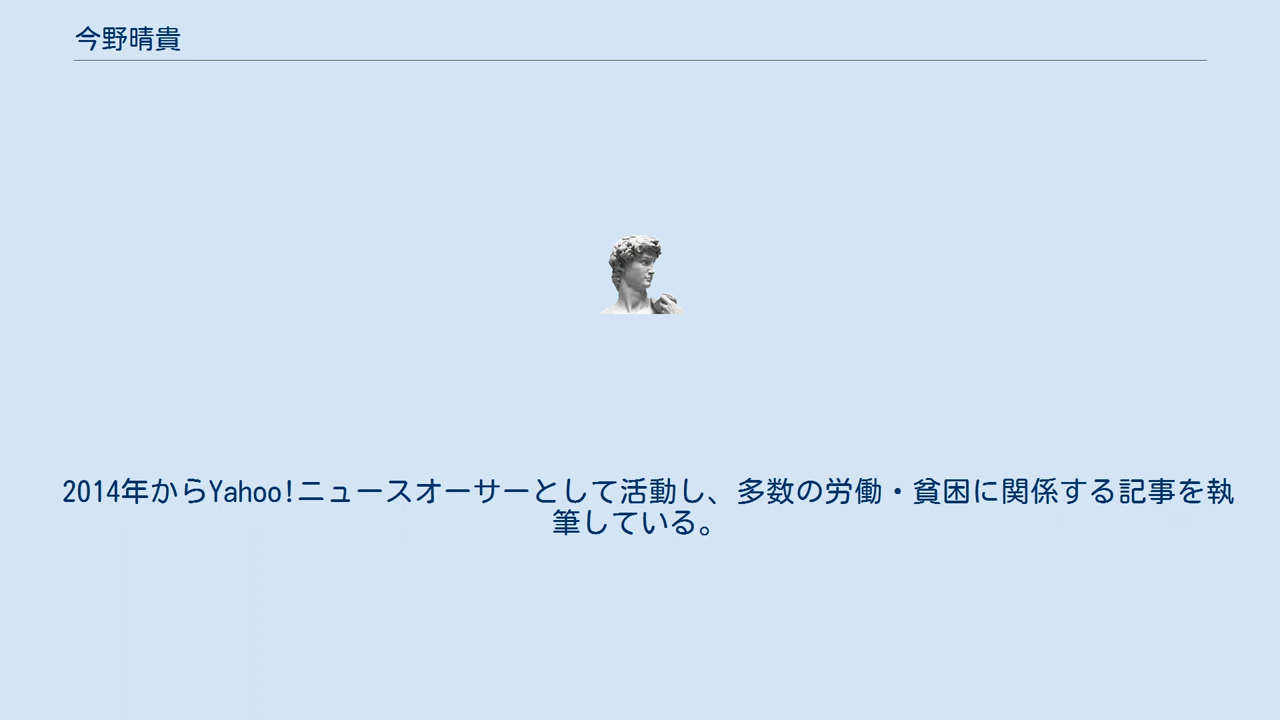 今野晴貴
2014年からYahoo!ニュースオーサーとして活動し、多数の労働・貧困に関係する記事を執
筆している。